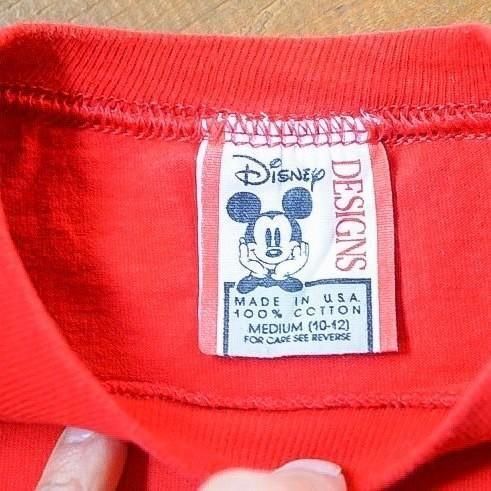 Disney
DESIGNS
MADE IN U.S.A.
100% COTTON
MEDIUM (10-12)
FOR CARE SEE REVERSE